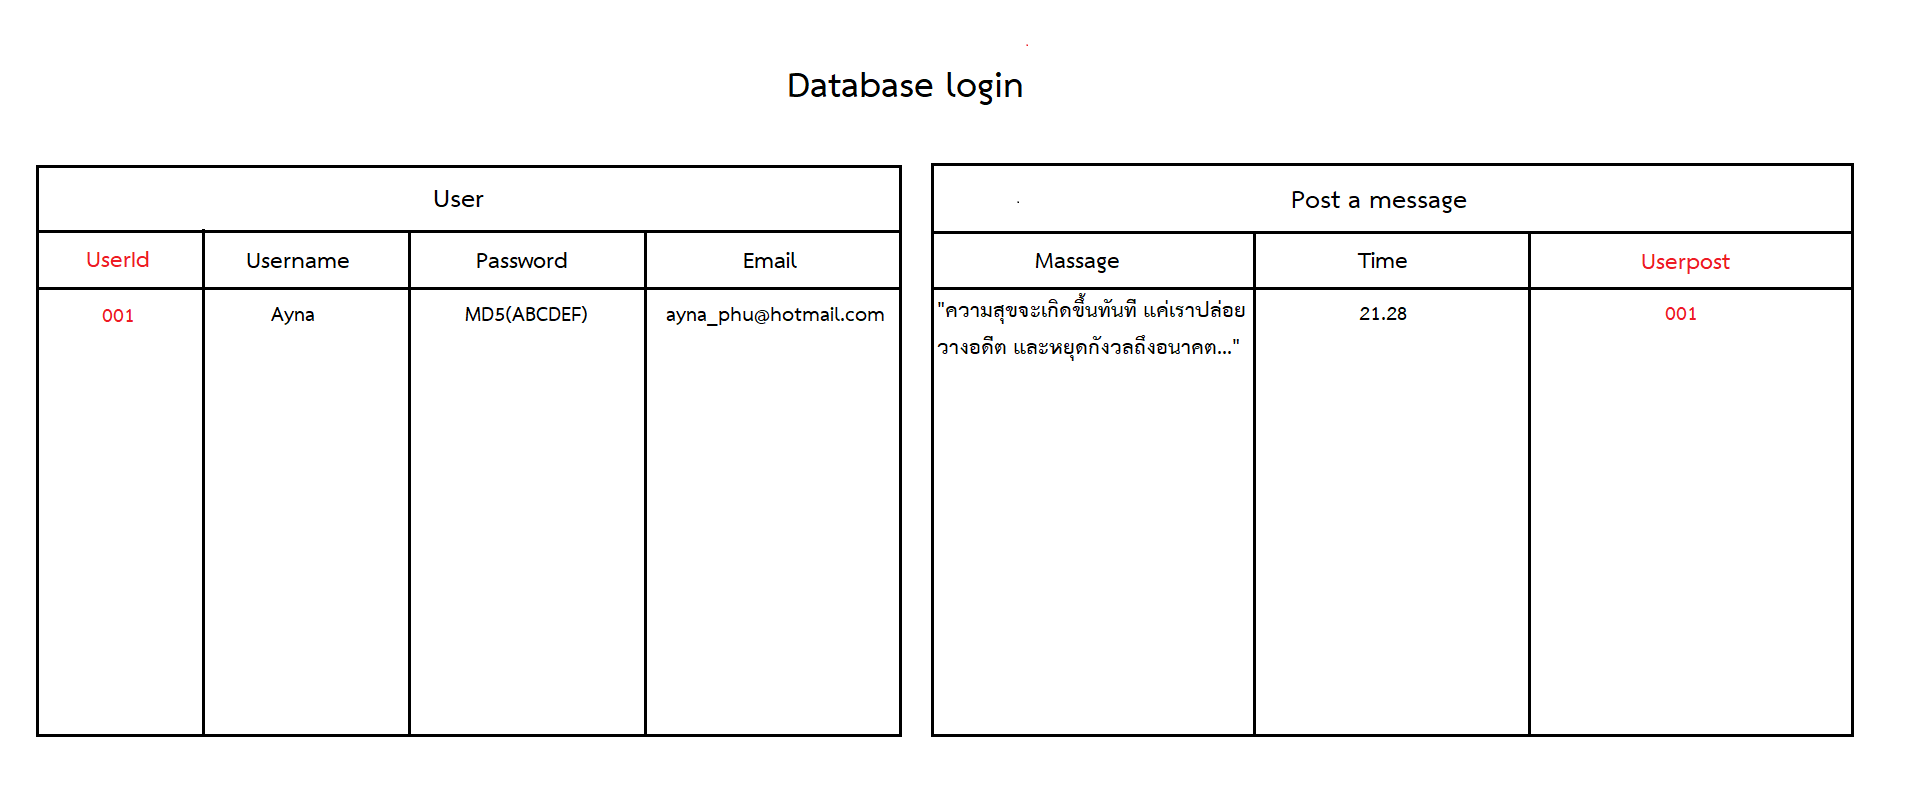 Database login
User
UserId Username Password Email
001 Ayna MD5(ABCDEF) ayna_phu@hotmail.com
Post a message
Massage Time Userpost
"ความสุขจะเกิดขึ้นทันที แค่เราปล่อย 21.28 001
วางอดีต และหยุดกังวลถึงอนาคต..."